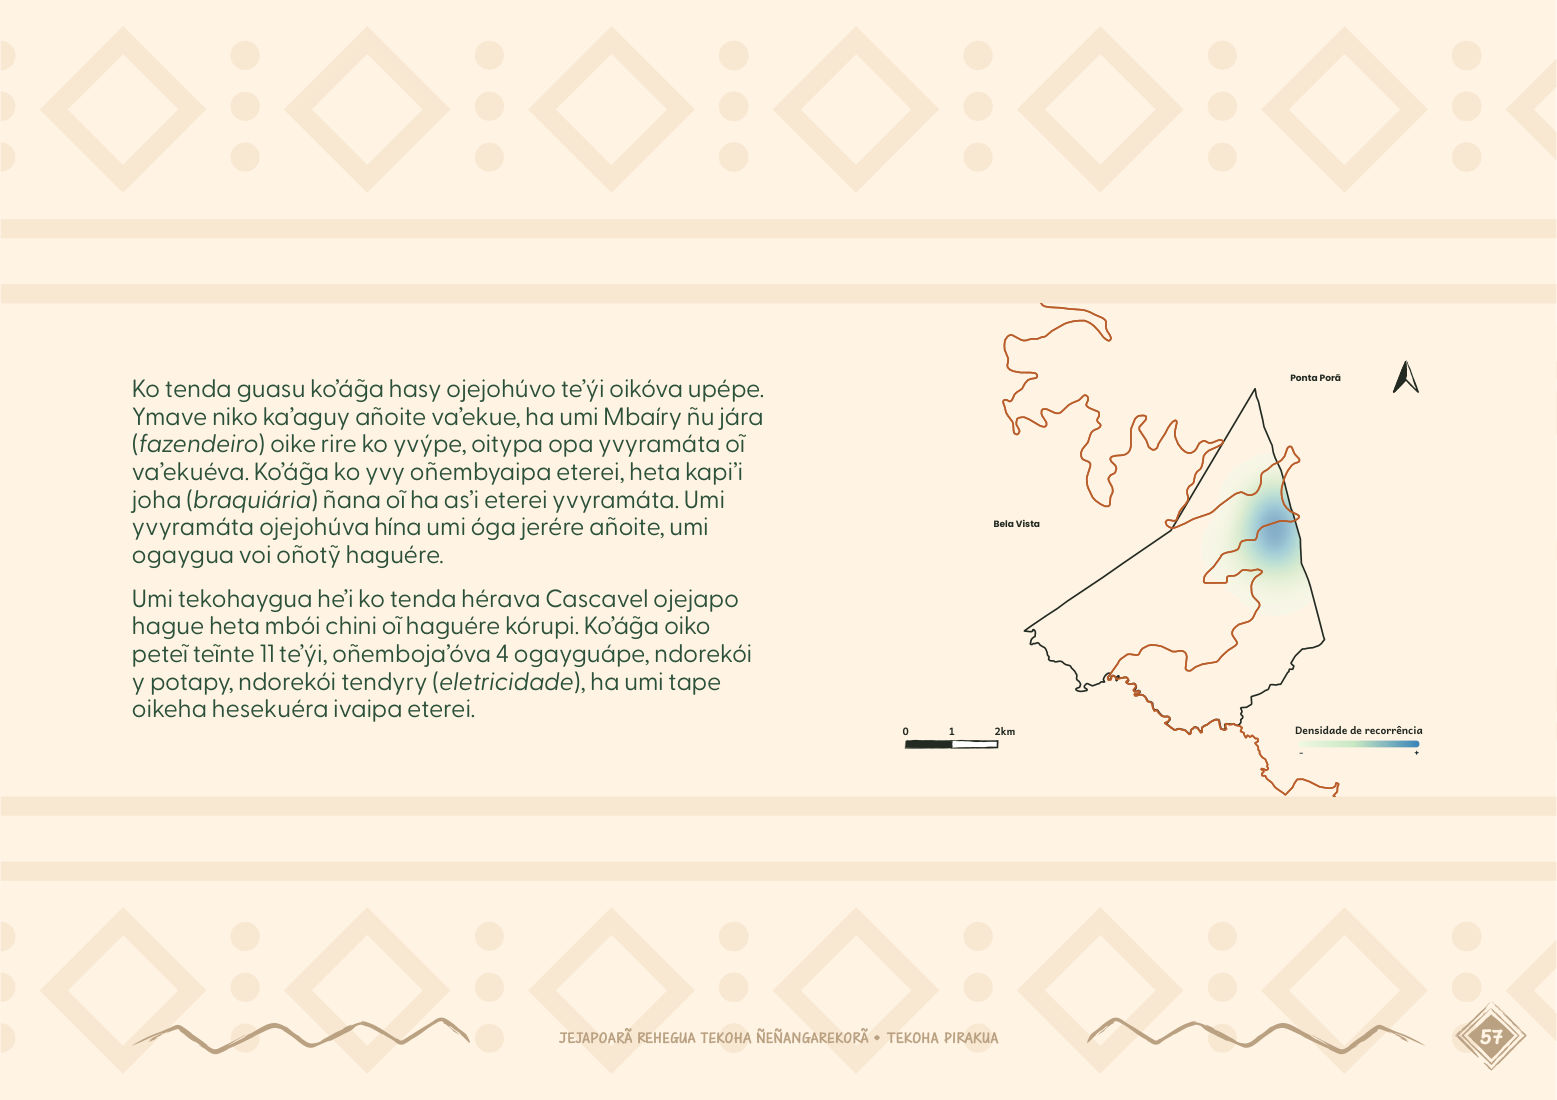 Ko tenda guasu ko’ág̃a hasy ojejohúvo te’ýi oikóva upépe.
Ymave niko ka’aguy añoite va’ekue, ha umi Mbaíry ñu jára
(fazendeiro) oike rire ko yvýpe, oitypa opa yvyramáta oĩ
va’ekuéva. Ko’ág̃a ko yvy oñembyaipa eterei, heta kapi’i
joha (braquiária) ñana oĩ ha as’i eterei yvyramáta. Umi
yvyramáta ojejohúva hína umi óga jerére añoite, umi
ogaygua voi oñotỹ haguére.
Umi tekohaygua he’i ko tenda hérava Cascavel ojejapo
hague heta mbói chini oĩ haguére kórupi. Ko’ág̃a oiko
peteĩ teĩnte 11 te’ýi, oñemboja’óva 4 ogayguápe, ndorekói
y potapy, ndorekói tendyry (eletricidade), ha umi tape
oikeha hesekuéra ivaipa eterei.
Ponta Porã
Bela Vista
0 1 2km
Densidade de recorrência
- +
JEJAPOARÃ REHEGUA TEKOHA ÑEÑANGAREKORÃ • TEKOHA PIRAKUA
57